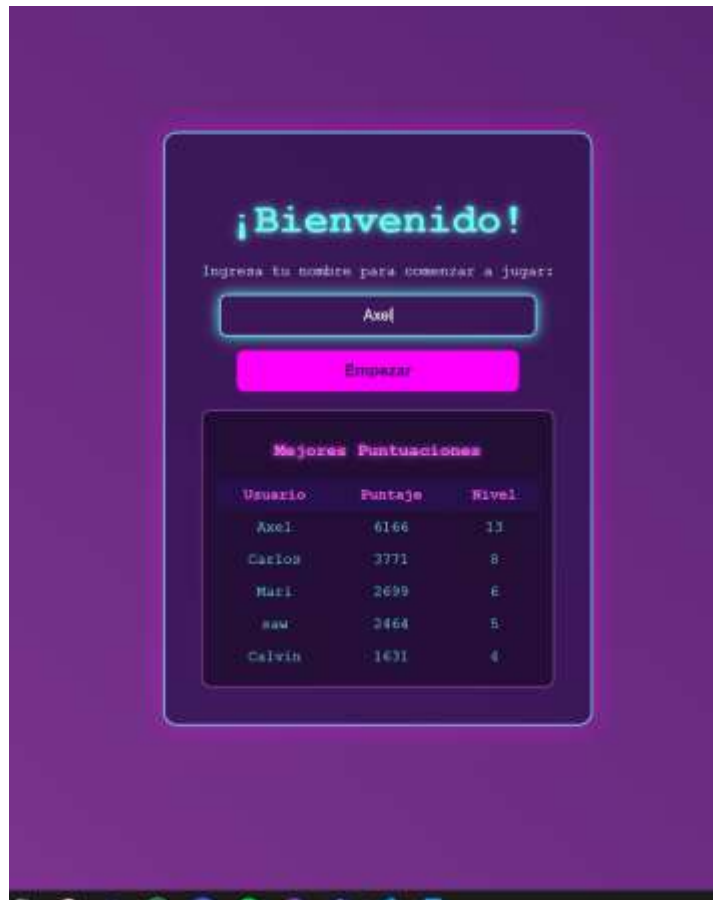 ¡Bienvenido!
Ingresa tu nombre para comenzar a jugar:
Axel
Empezar
Mejores Puntuaciones
Usuario Puntaje Nivel
Axel 6166 13
Carlos 3771 8
Mari 2699 6
saw 2464 5
Calvin 1631 4